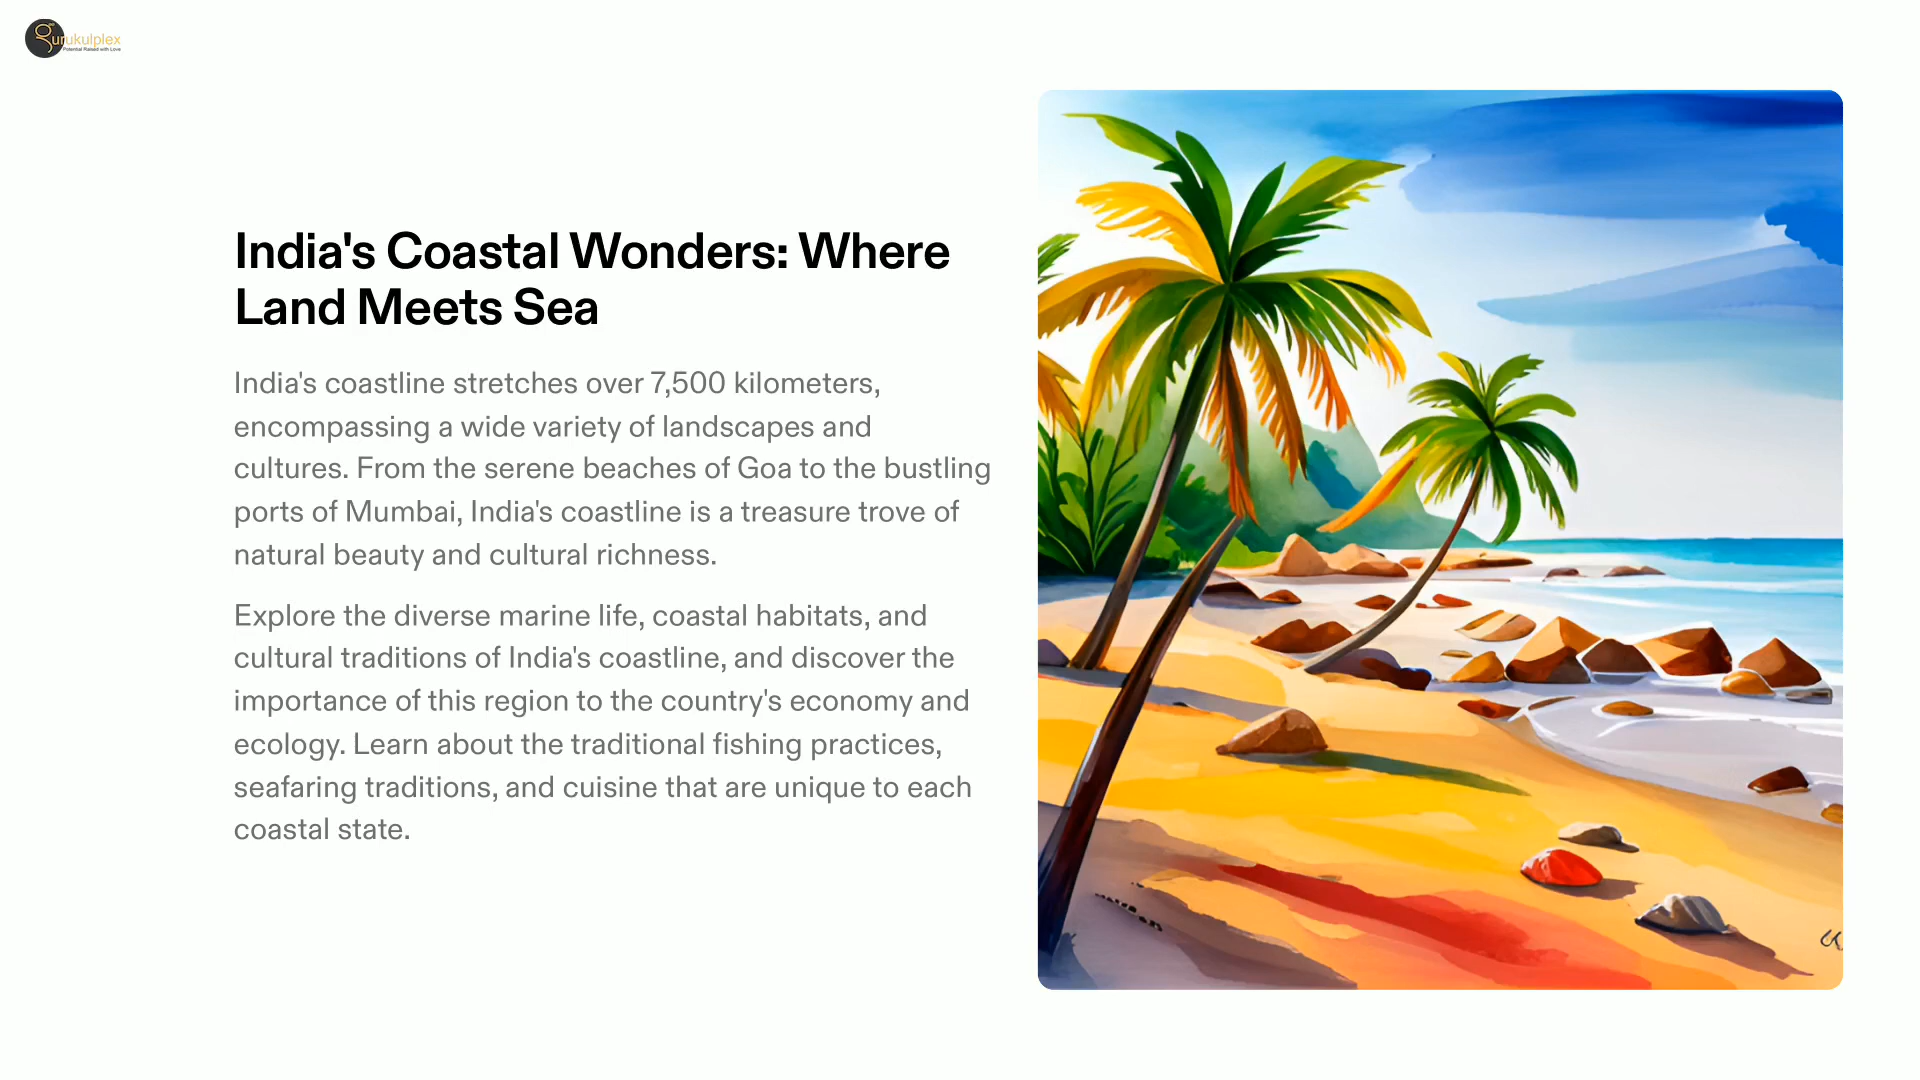 gurukulplex
Potential Raised with Love
India's Coastal Wonders: Where
Land Meets Sea
India's coastline stretches over 7,500 kilometers,
encompassing a wide variety of landscapes and
cultures. From the serene beaches of Goa to the bustling
ports of Mumbai, India's coastline is a treasure trove of
natural beauty and cultural richness.
Explore the diverse marine life, coastal habitats, and
cultural traditions of India's coastline, and discover the
importance of this region to the country's economy and
ecology. Learn about the traditional fishing practices,
seafaring traditions, and cuisine that are unique to each
coastal state.